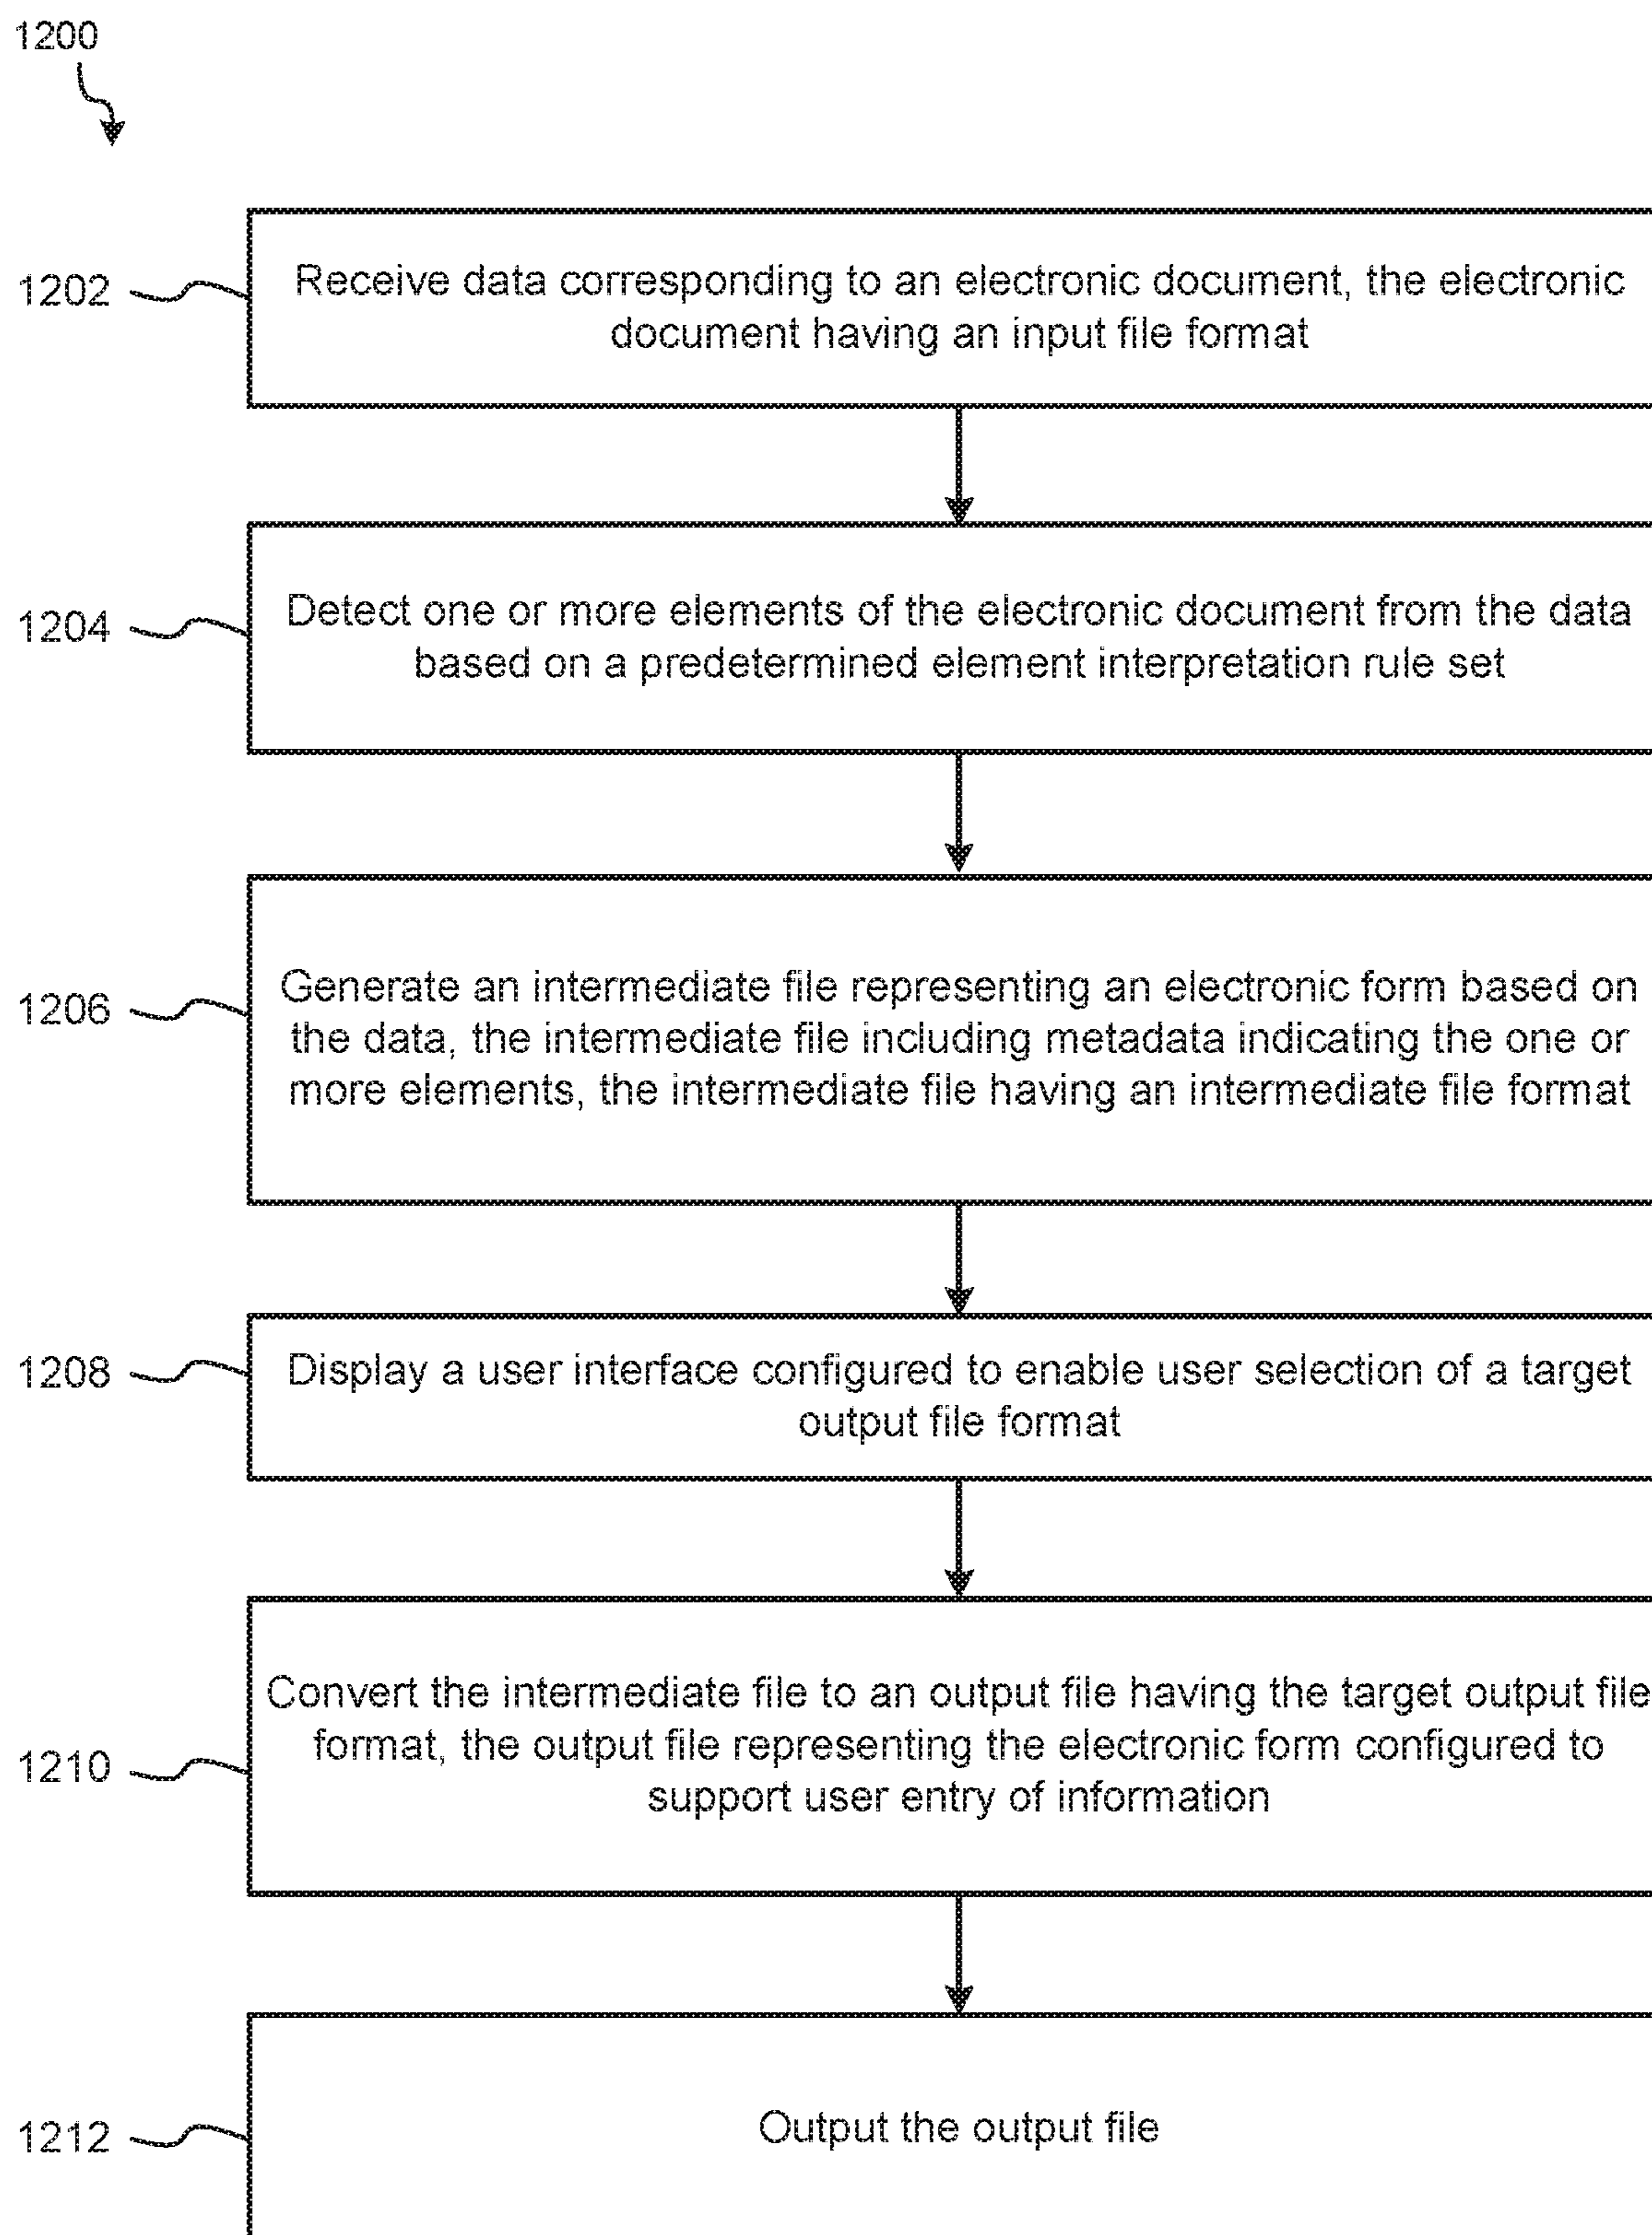 1200
1202
Receive data corresponding to an electronic document, the electronic
document having an input file format
1204
Detect one or more elements of the electronic document from the data
based on a predetermined element interpretation rule set
1206
Generate an intermediate file representing an electronic form based on
the data, the intermediate file including metadata indicating the one or
more elements, the intermediate file having an intermediate file format
1208
Display a user interface configured to enable user selection of a target
output file format
1210
Convert the intermediate file to an output file having the target output file
format, the output file representing the electronic form configured to
support user entry of information
1212
Output the output file